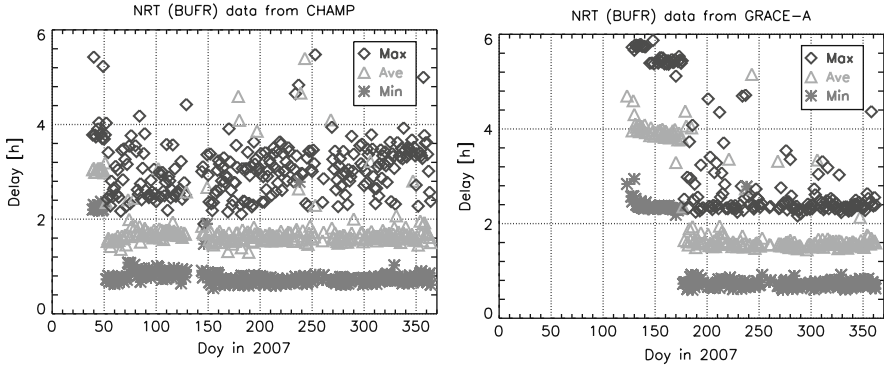 NRT (BUFR) data from CHAMP
6
4
2
0
Delay [h]
Max
Ave
Min
0 50 100 150 200 250 300 350
Doy in 2007
NRT (BUFR) data from GRACE-A
6
4
2
0
Delay [h]
Max
Ave
Min
0 50 100 150 200 250 300 350
Doy in 2007